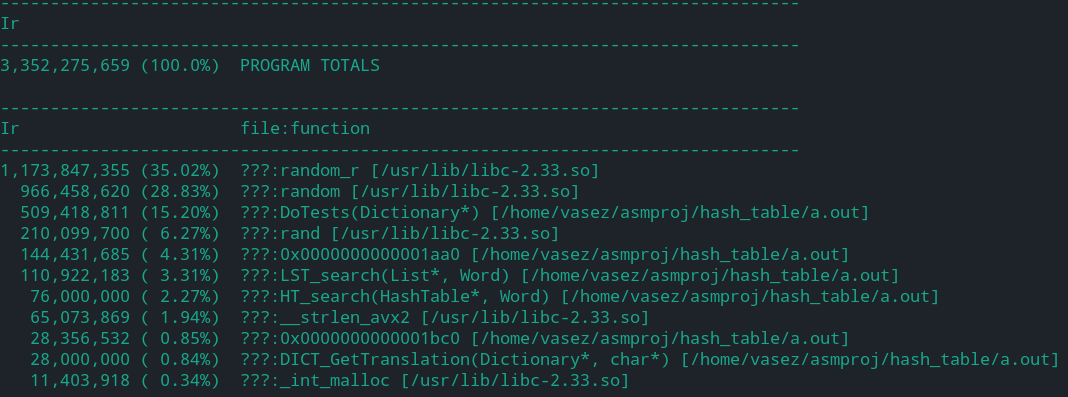 --------------------------------------------------------------------------------
Ir
--------------------------------------------------------------------------------
3,352,275,659 (100.0%)  PROGRAM TOTALS

--------------------------------------------------------------------------------
Ir                      file:function
--------------------------------------------------------------------------------
1,173,847,355 (35.02%)  ???:random_r [/usr/lib/libc-2.33.so]
  966,458,620 (28.83%)  ???:random [/usr/lib/libc-2.33.so]
  509,418,811 (15.20%)  ???:DoTests(Dictionary*) [/home/vasez/asmproj/hash_table/a.out]
  210,099,700 ( 6.27%)  ???:rand [/usr/lib/libc-2.33.so]
  144,431,685 ( 4.31%)  ???:0x0000000000001aa0 [/home/vasez/asmproj/hash_table/a.out]
  110,922,183 ( 3.31%)  ???:LST_search(List*, Word) [/home/vasez/asmproj/hash_table/a.out]
   76,000,000 ( 2.27%)  ???:HT_search(HashTable*, Word) [/home/vasez/asmproj/hash_table/a.out]
   65,073,869 ( 1.94%)  ???:__strlen_avx2 [/usr/lib/libc-2.33.so]
   28,356,532 ( 0.85%)  ???:0x0000000000001bc0 [/home/vasez/asmproj/hash_table/a.out]
   28,000,000 ( 0.84%)  ???:DICT_GetTranslation(Dictionary*, char*) [/home/vasez/asmproj/hash_table/a.out]
   11,403,918 ( 0.34%)  ???:_int_malloc [/usr/lib/libc-2.33.so]